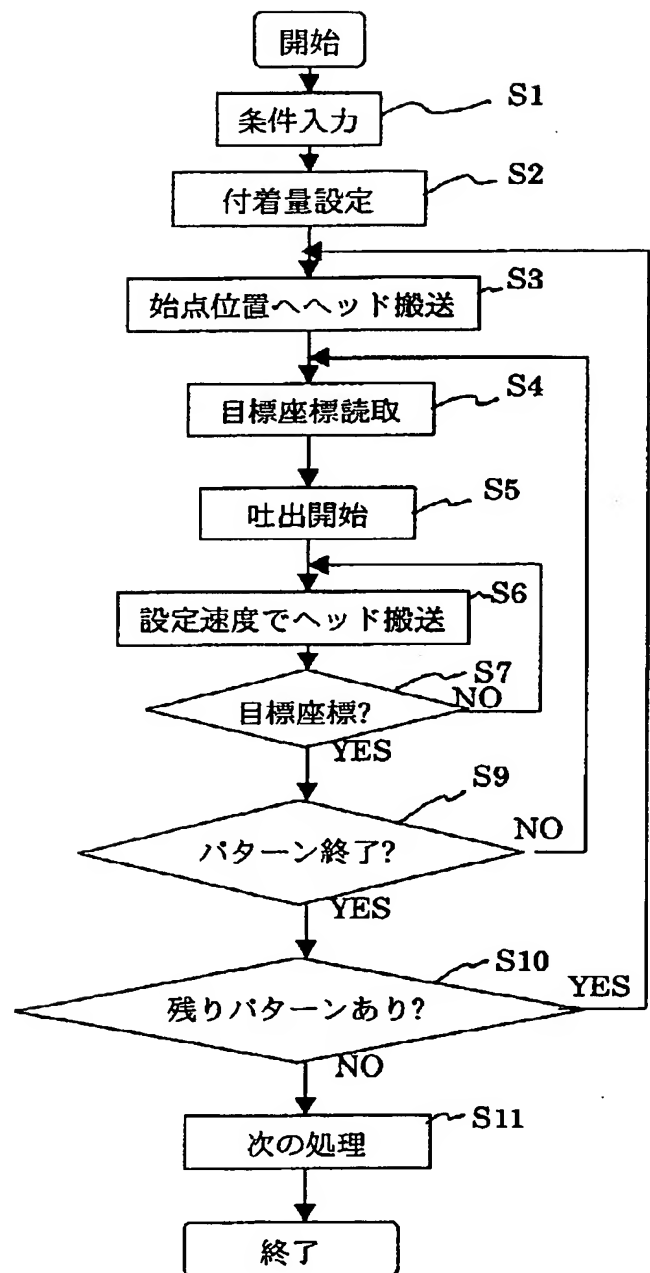 開始
条件入力
S1
付着量設定
S2
始点位置へヘッド搬送
S3
目標座標読取
S4
吐出開始
S5
設定速度でヘッド搬送
S6
目標座標?
S7
NO
YES
パターン終了?
S9
NO
YES
残りパターンあり?
S10
YES
NO
次の処理
S11
終了